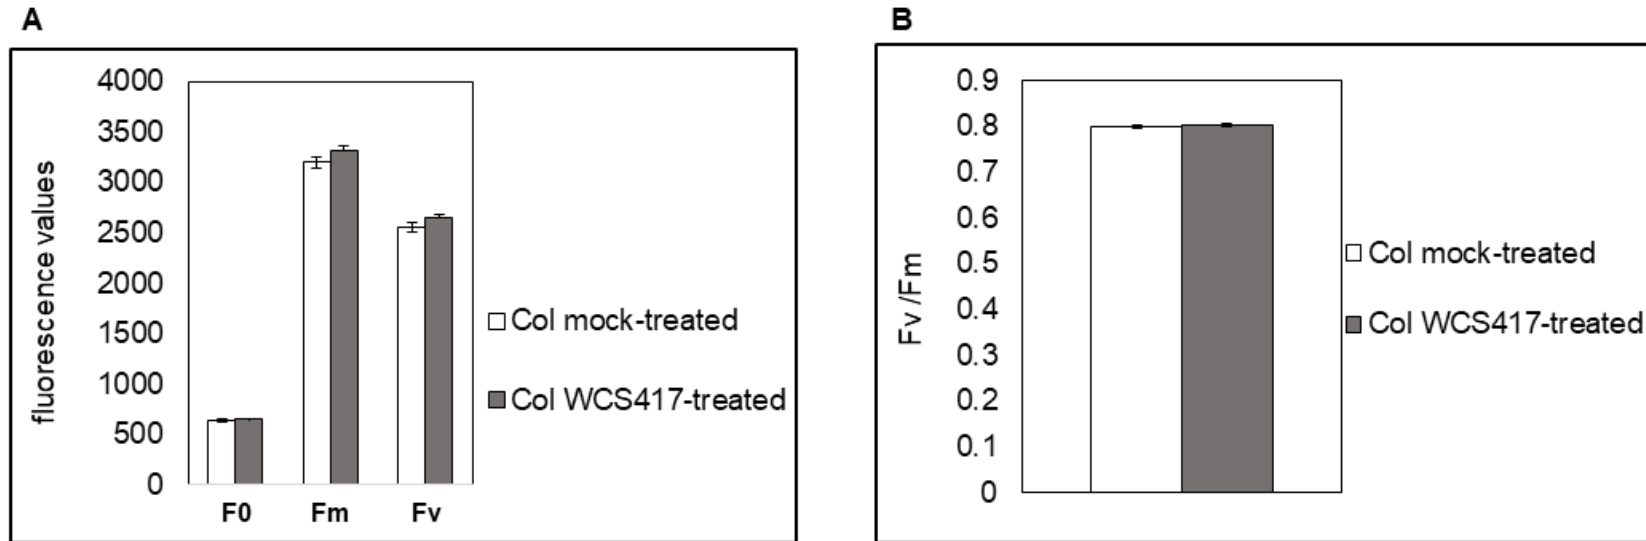 A
fluorescence values
4000
3500
3000
2500
2000
1500
1000
500
0
F0 Fm Fv
Col mock-treated
Col WCS417-treated
B
Fv /Fm
0.9
0.8
0.7
0.6
0.5
0.4
0.3
0.2
0.1
0
Col mock-treated
Col WCS417-treated